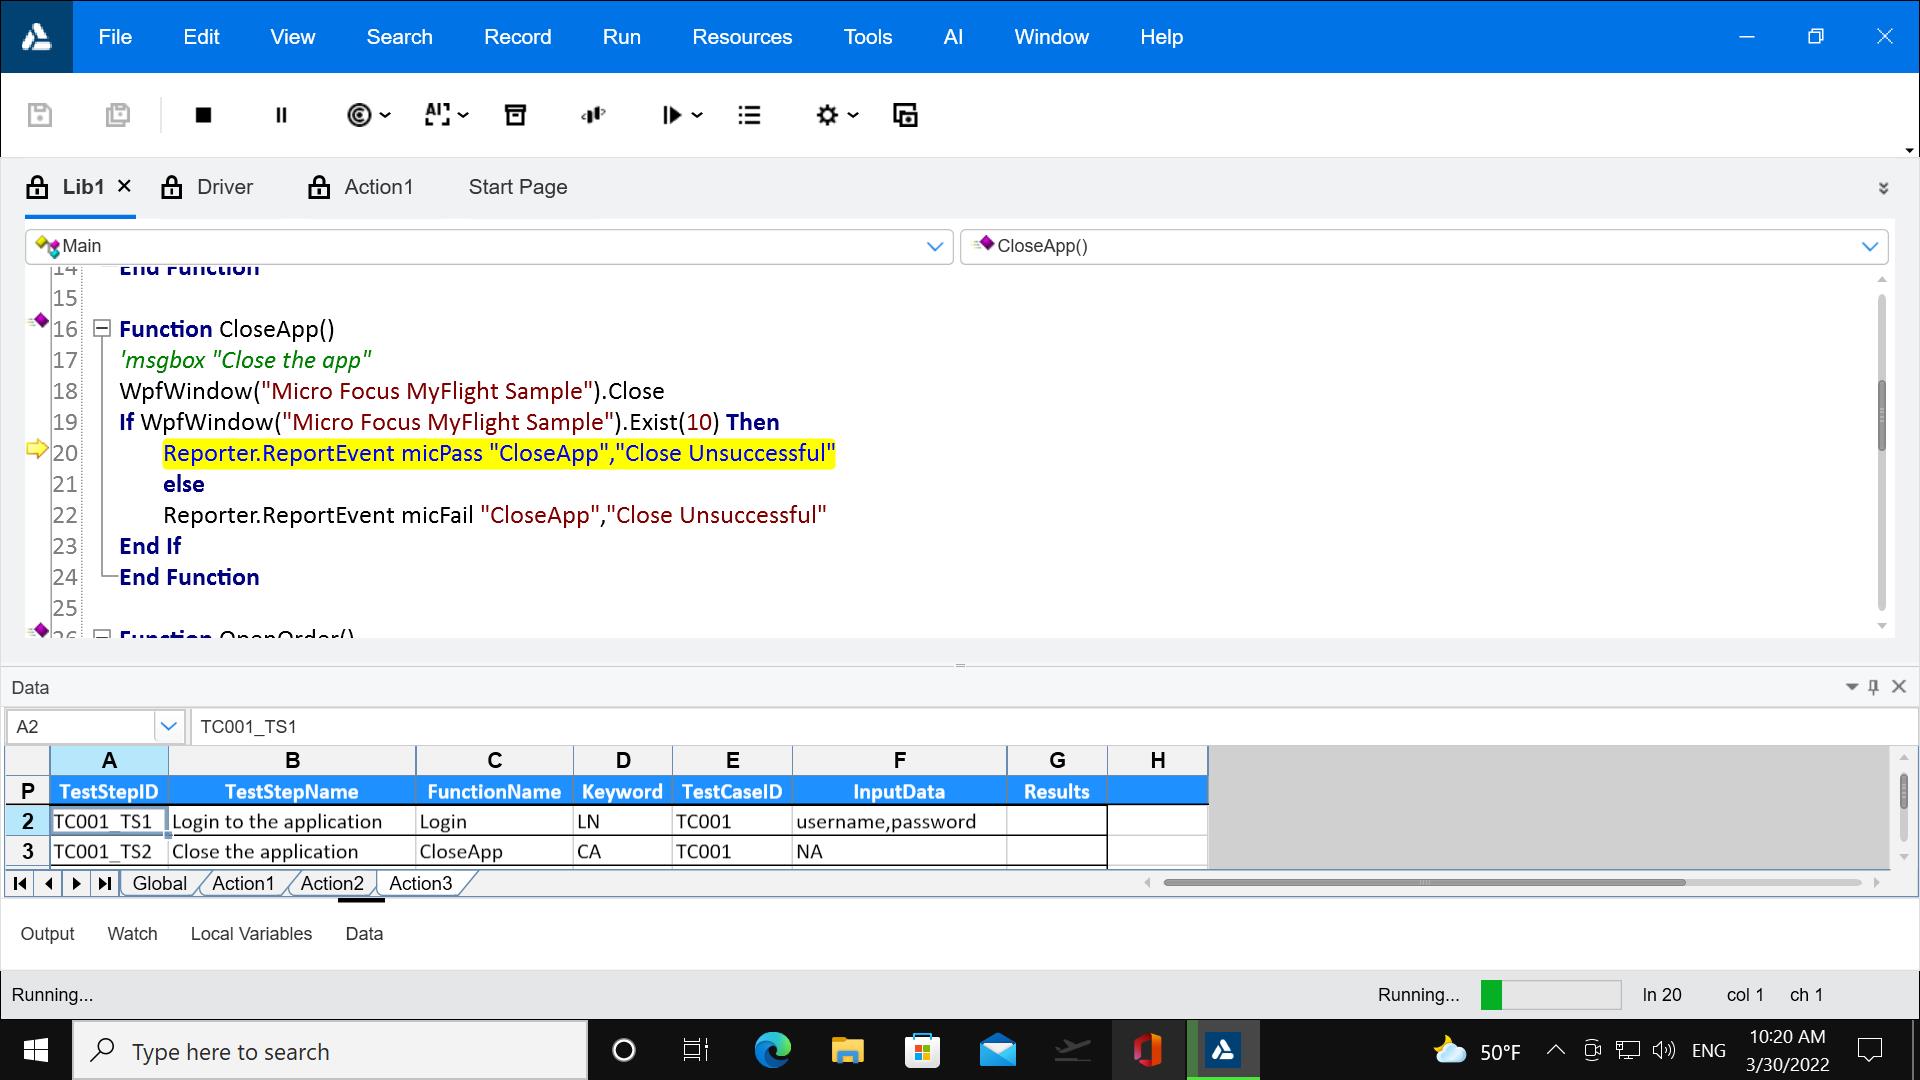 File Edit View Search Record Run Resources Tools AI Window Help
AI
Lib1 Driver Action1 Start Page
Main CloseApp()
14 End Function
15
16 Function CloseApp()
17 'msgbox "Close the app"
18 WpfWindow("Micro Focus MyFlight Sample").Close
19 If WpfWindow("Micro Focus MyFlight Sample").Exist(10) Then
20 Reporter.ReportEvent micPass "CloseApp","Close Unsuccessful"
21 else
22 Reporter.ReportEvent micFail "CloseApp","Close Unsuccessful"
23 End If
24 End Function
25
26 Function OpenOrder()
Data
A2 TC001_TS1
A B C D E F G H
P TestStepID TestStepName FunctionName Keyword TestCaseID InputData Results
2 TC001_TS1 Login to the application Login LN TC001 username,password
3 TC001_TS2 Close the application CloseApp CA TC001 NA
Global Action1 Action2 Action3
Output Watch Local Variables Data
Running... Running... ln 20 col 1 ch 1
Type here to search 50°F ENG 10:20 AM
3/30/2022